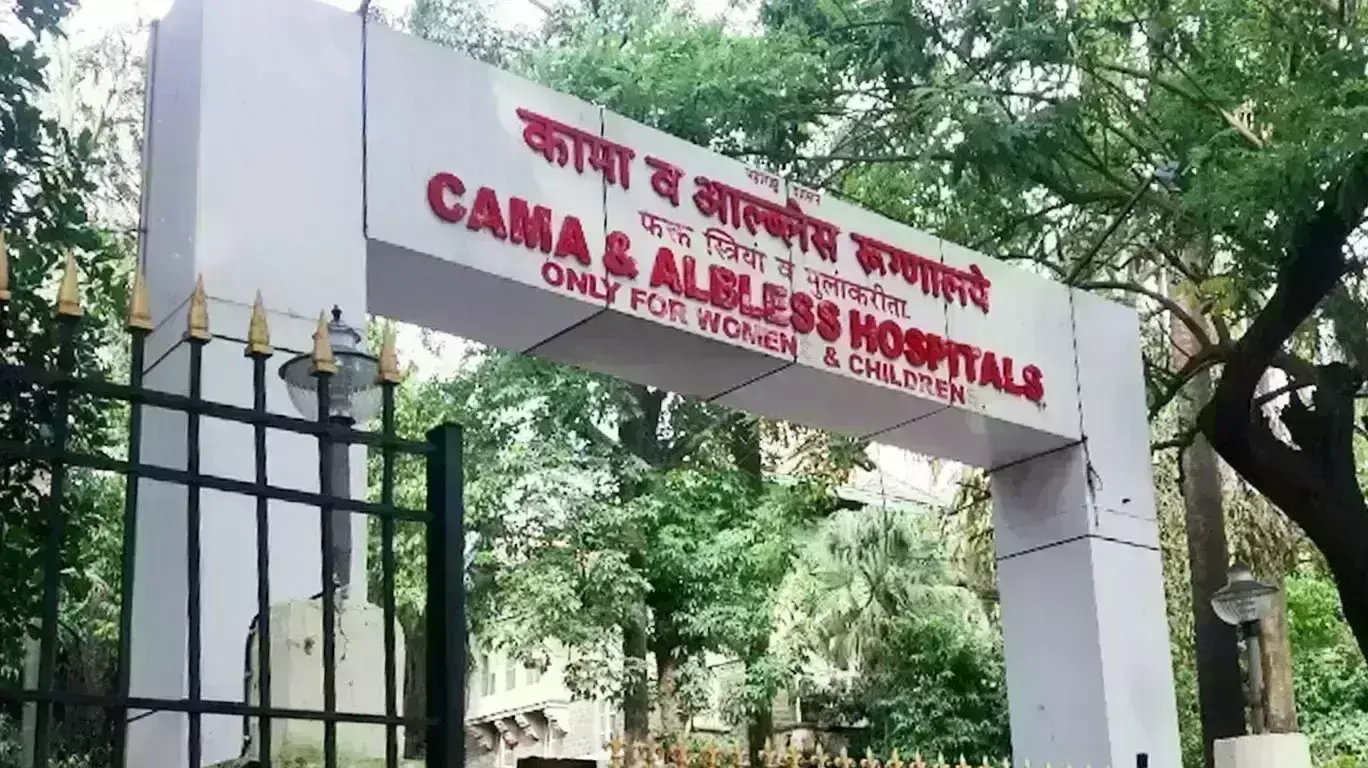 कामा व आल्ब्लेस रूग्णालये
फक्त स्त्रियां व मुलांकरीता.
CAMA & ALBLESS HOSPITALS
ONLY FOR WOMEN & CHILDREN